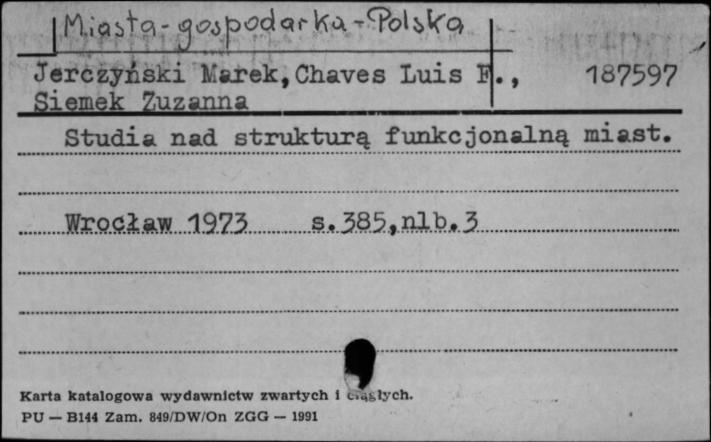 Miasta-gospodarka-Polska
Jerczyński Marek, Chaves Luis F., 187597
Siemek Zuzanna
Studia nad strukturą funkcjonalną miast.
Wrocław 1973 s.385,nlb.3
Karta katalogowa wydawnictw zwartych i ciągłych.
PU — B144 Zam. 849/DW/On ZGG — 1991